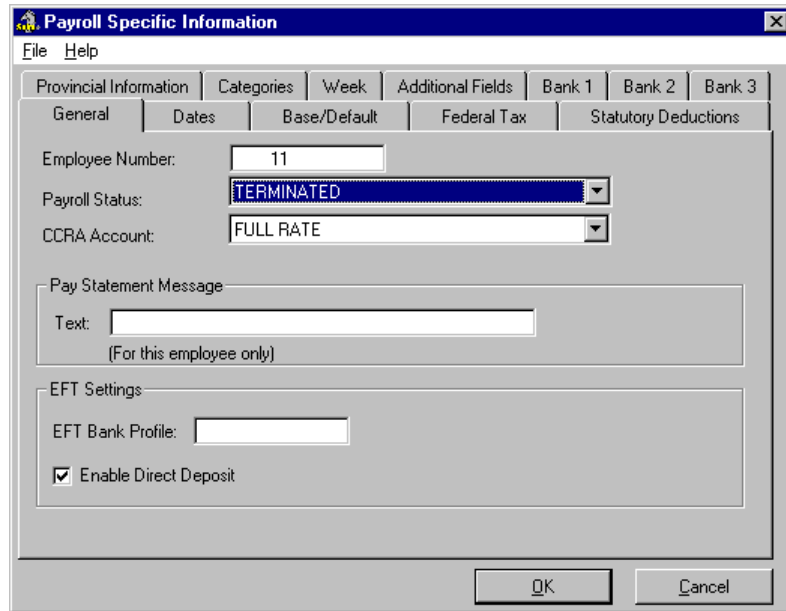 Payroll Specific Information
File Help
Provincial Information Categories Week Additional Fields Bank 1 Bank 2 Bank 3
General Dates Base/Default Federal Tax Statutory Deductions
Employee Number: 11
Payroll Status: TERMINATED
CCRA Account: FULL RATE
Pay Statement Message
Text:
(For this employee only)
EFT Settings
EFT Bank Profile:
Enable Direct Deposit
OK Cancel